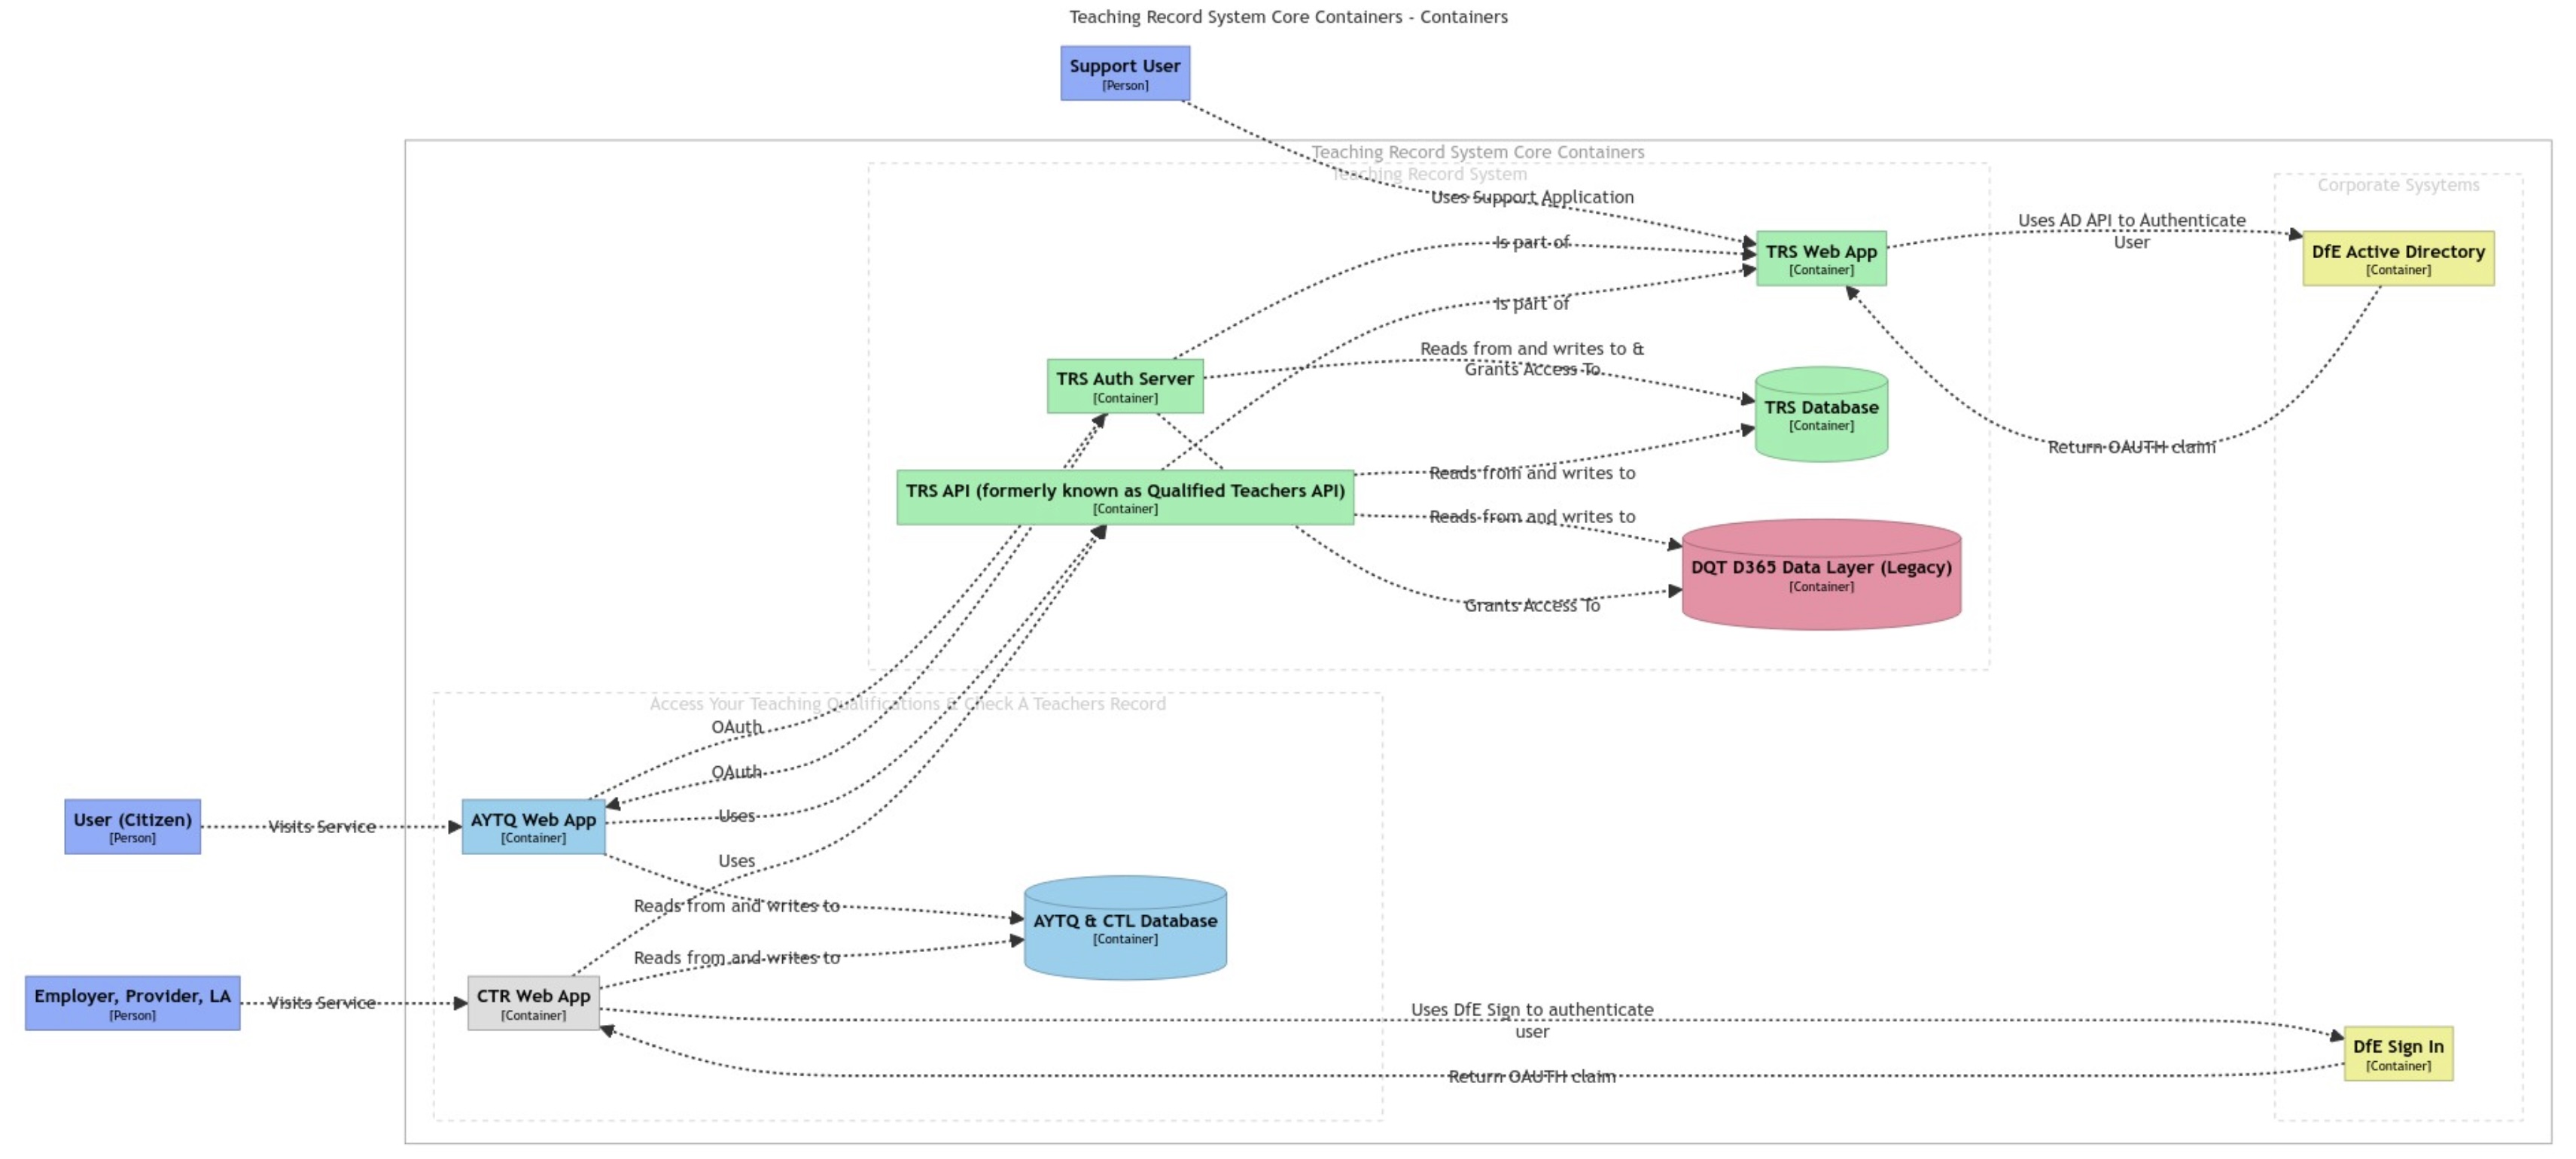 Teaching Record System Core Containers - Containers
Support User
[Person]
Teaching Record System Core Containers
Teaching Record System
Corporate Sysytems
Uses Support Application
Uses AD API to Authenticate
User
Is part of
TRS Web App
[Container]
DfE Active Directory
[Container]
Is part of
Reads from and writes to &
Grants Access To
TRS Auth Server
[Container]
TRS Database
[Container]
Return OAUTH claim
Reads from and writes to
TRS API (formerly known as Qualified Teachers API)
[Container]
Reads from and writes to
DQT D365 Data Layer (Legacy)
[Container]
Grants Access To
Access Your Teaching Qualifications & Check A Teachers Record
OAuth
OAuth
User (Citizen)
[Person]
Visits Service
AYTQ Web App
[Container]
Uses
Uses
Reads from and writes to
AYTQ & CTL Database
[Container]
Reads from and writes to
Employer, Provider, LA
[Person]
Visits Service
CTR Web App
[Container]
Uses DfE Sign to authenticate
user
DfE Sign In
[Container]
Return OAUTH claim